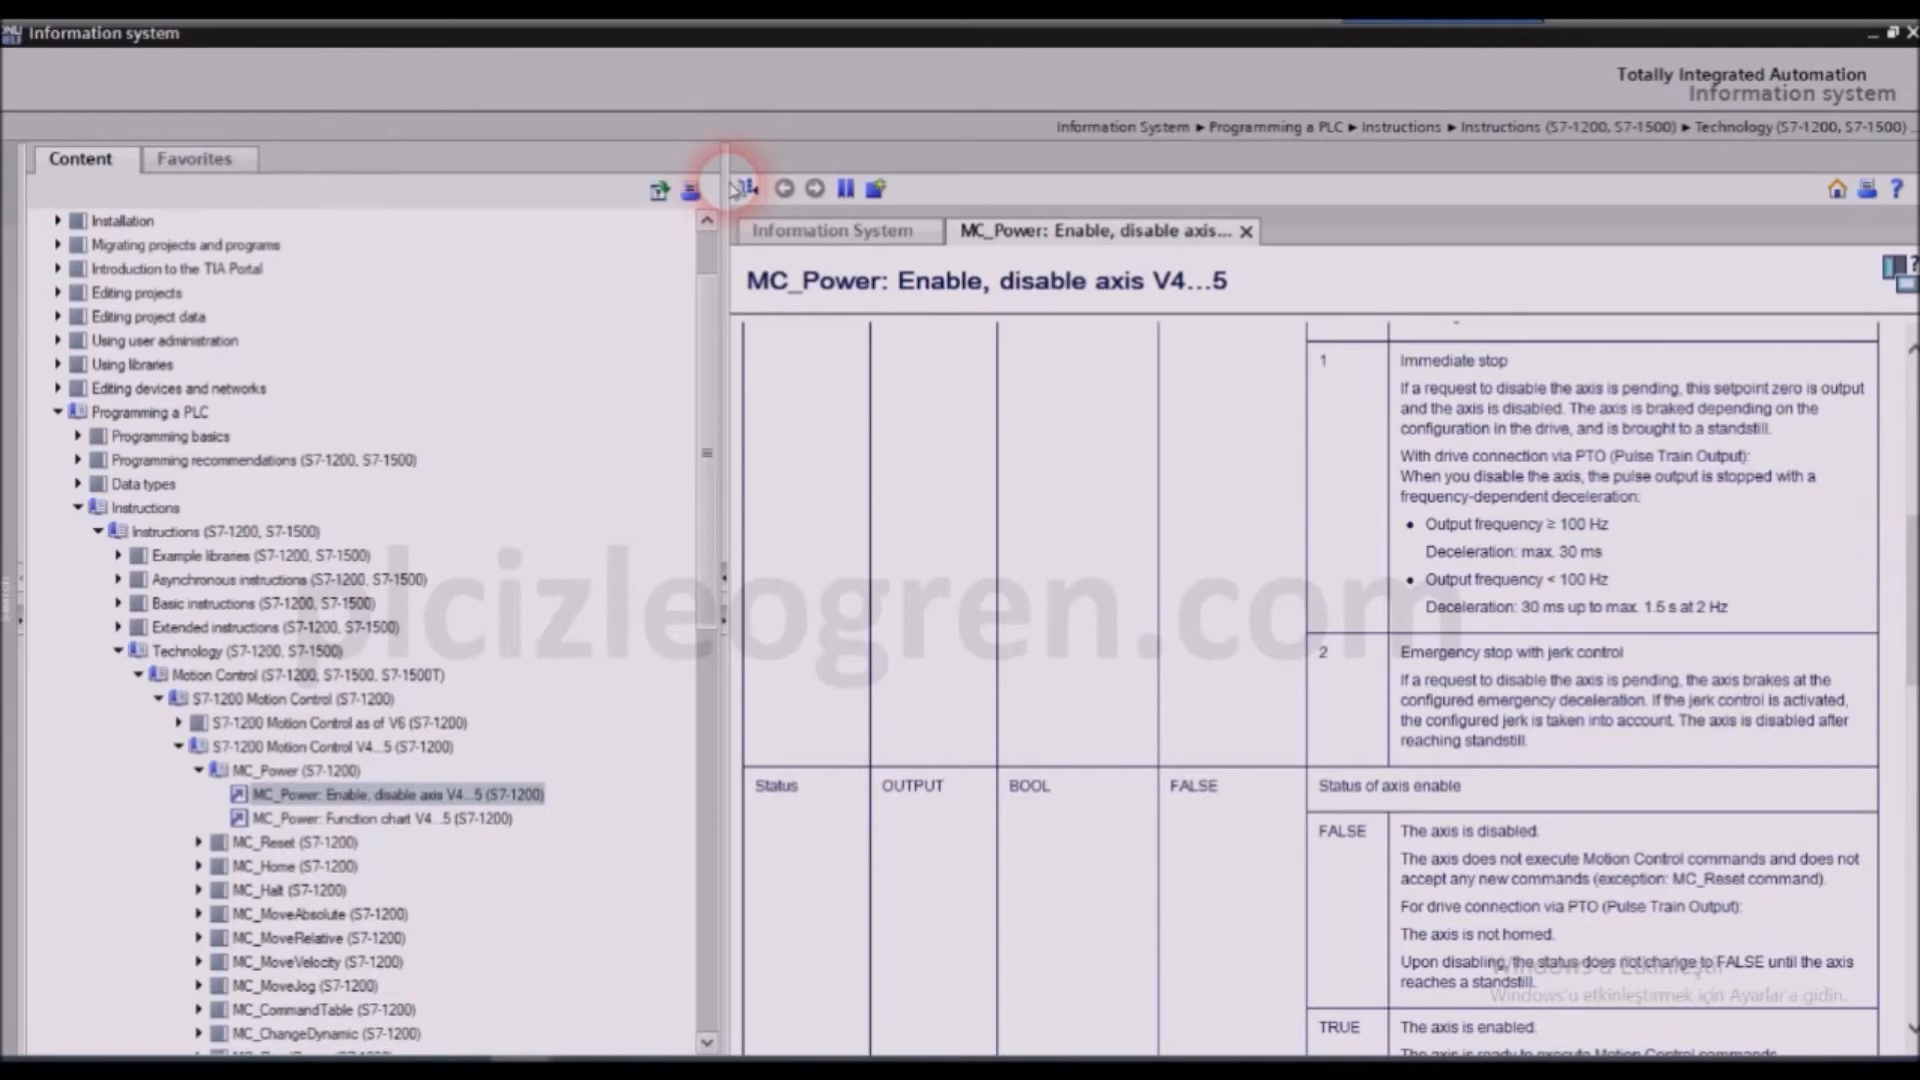 Information system
Totally Integrated Automation
Information system
Information System ▸ Programming a PLC ▸ Instructions ▸ Instructions (S7-1200, S7-1500) ▸ Technology (S7-1200, S7-1500)
Content
Favorites
Installation
Migrating projects and programs
Introduction to the TIA Portal
Editing projects
Editing project data
Using user administration
Using libraries
Editing devices and networks
Programming a PLC
Programming basics
Programming recommendations (S7-1200, S7-1500)
Data types
Instructions
Instructions (S7-1200, S7-1500)
Example libraries (S7-1200, S7-1500)
Asynchronous instructions (S7-1200, S7-1500)
Basic instructions (S7-1200, S7-1500)
Extended instructions (S7-1200, S7-1500)
Technology (S7-1200, S7-1500)
Motion Control (S7-1200, S7-1500, S7-1500T)
S7-1200 Motion Control (S7-1200)
S7-1200 Motion Control as of V6 (S7-1200)
S7-1200 Motion Control V4...5 (S7-1200)
MC_Power (S7-1200)
MC_Power: Enable, disable axis V4...5 (S7-1200)
MC_Power: Function chart V4...5 (S7-1200)
MC_Reset (S7-1200)
MC_Home (S7-1200)
MC_Halt (S7-1200)
MC_MoveAbsolute (S7-1200)
MC_MoveRelative (S7-1200)
MC_MoveVelocity (S7-1200)
MC_MoveJog (S7-1200)
MC_CommandTable (S7-1200)
MC_ChangeDynamic (S7-1200)
Information System
MC_Power: Enable, disable axis...
MC_Power: Enable, disable axis V4...5
1
Immediate stop
If a request to disable the axis is pending, this setpoint zero is output
and the axis is disabled. The axis is braked depending on the
configuration in the drive, and is brought to a standstill.
With drive connection via PTO (Pulse Train Output):
When you disable the axis, the pulse output is stopped with a
frequency-dependent deceleration:
• Output frequency ≥ 100 Hz
Deceleration: max. 30 ms
• Output frequency < 100 Hz
Deceleration: 30 ms up to max. 1.5 s at 2 Hz
2
Emergency stop with jerk control
If a request to disable the axis is pending, the axis brakes at the
configured emergency deceleration. If the jerk control is activated,
the configured jerk is taken into account. The axis is disabled after
reaching standstill.
Status OUTPUT BOOL FALSE Status of axis enable
FALSE
The axis is disabled.
The axis does not execute Motion Control commands and does not
accept any new commands (exception: MC_Reset command).
For drive connection via PTO (Pulse Train Output):
The axis is not homed.
Upon disabling, the status does not change to FALSE until the axis
reaches a standstill.
TRUE
The axis is enabled.
The axis is ready to execute Motion Control commands
plcizleogren.com
Windows'u Etkinleştir
Windows'u etkinleştirmek için Ayarlar'a gidin.